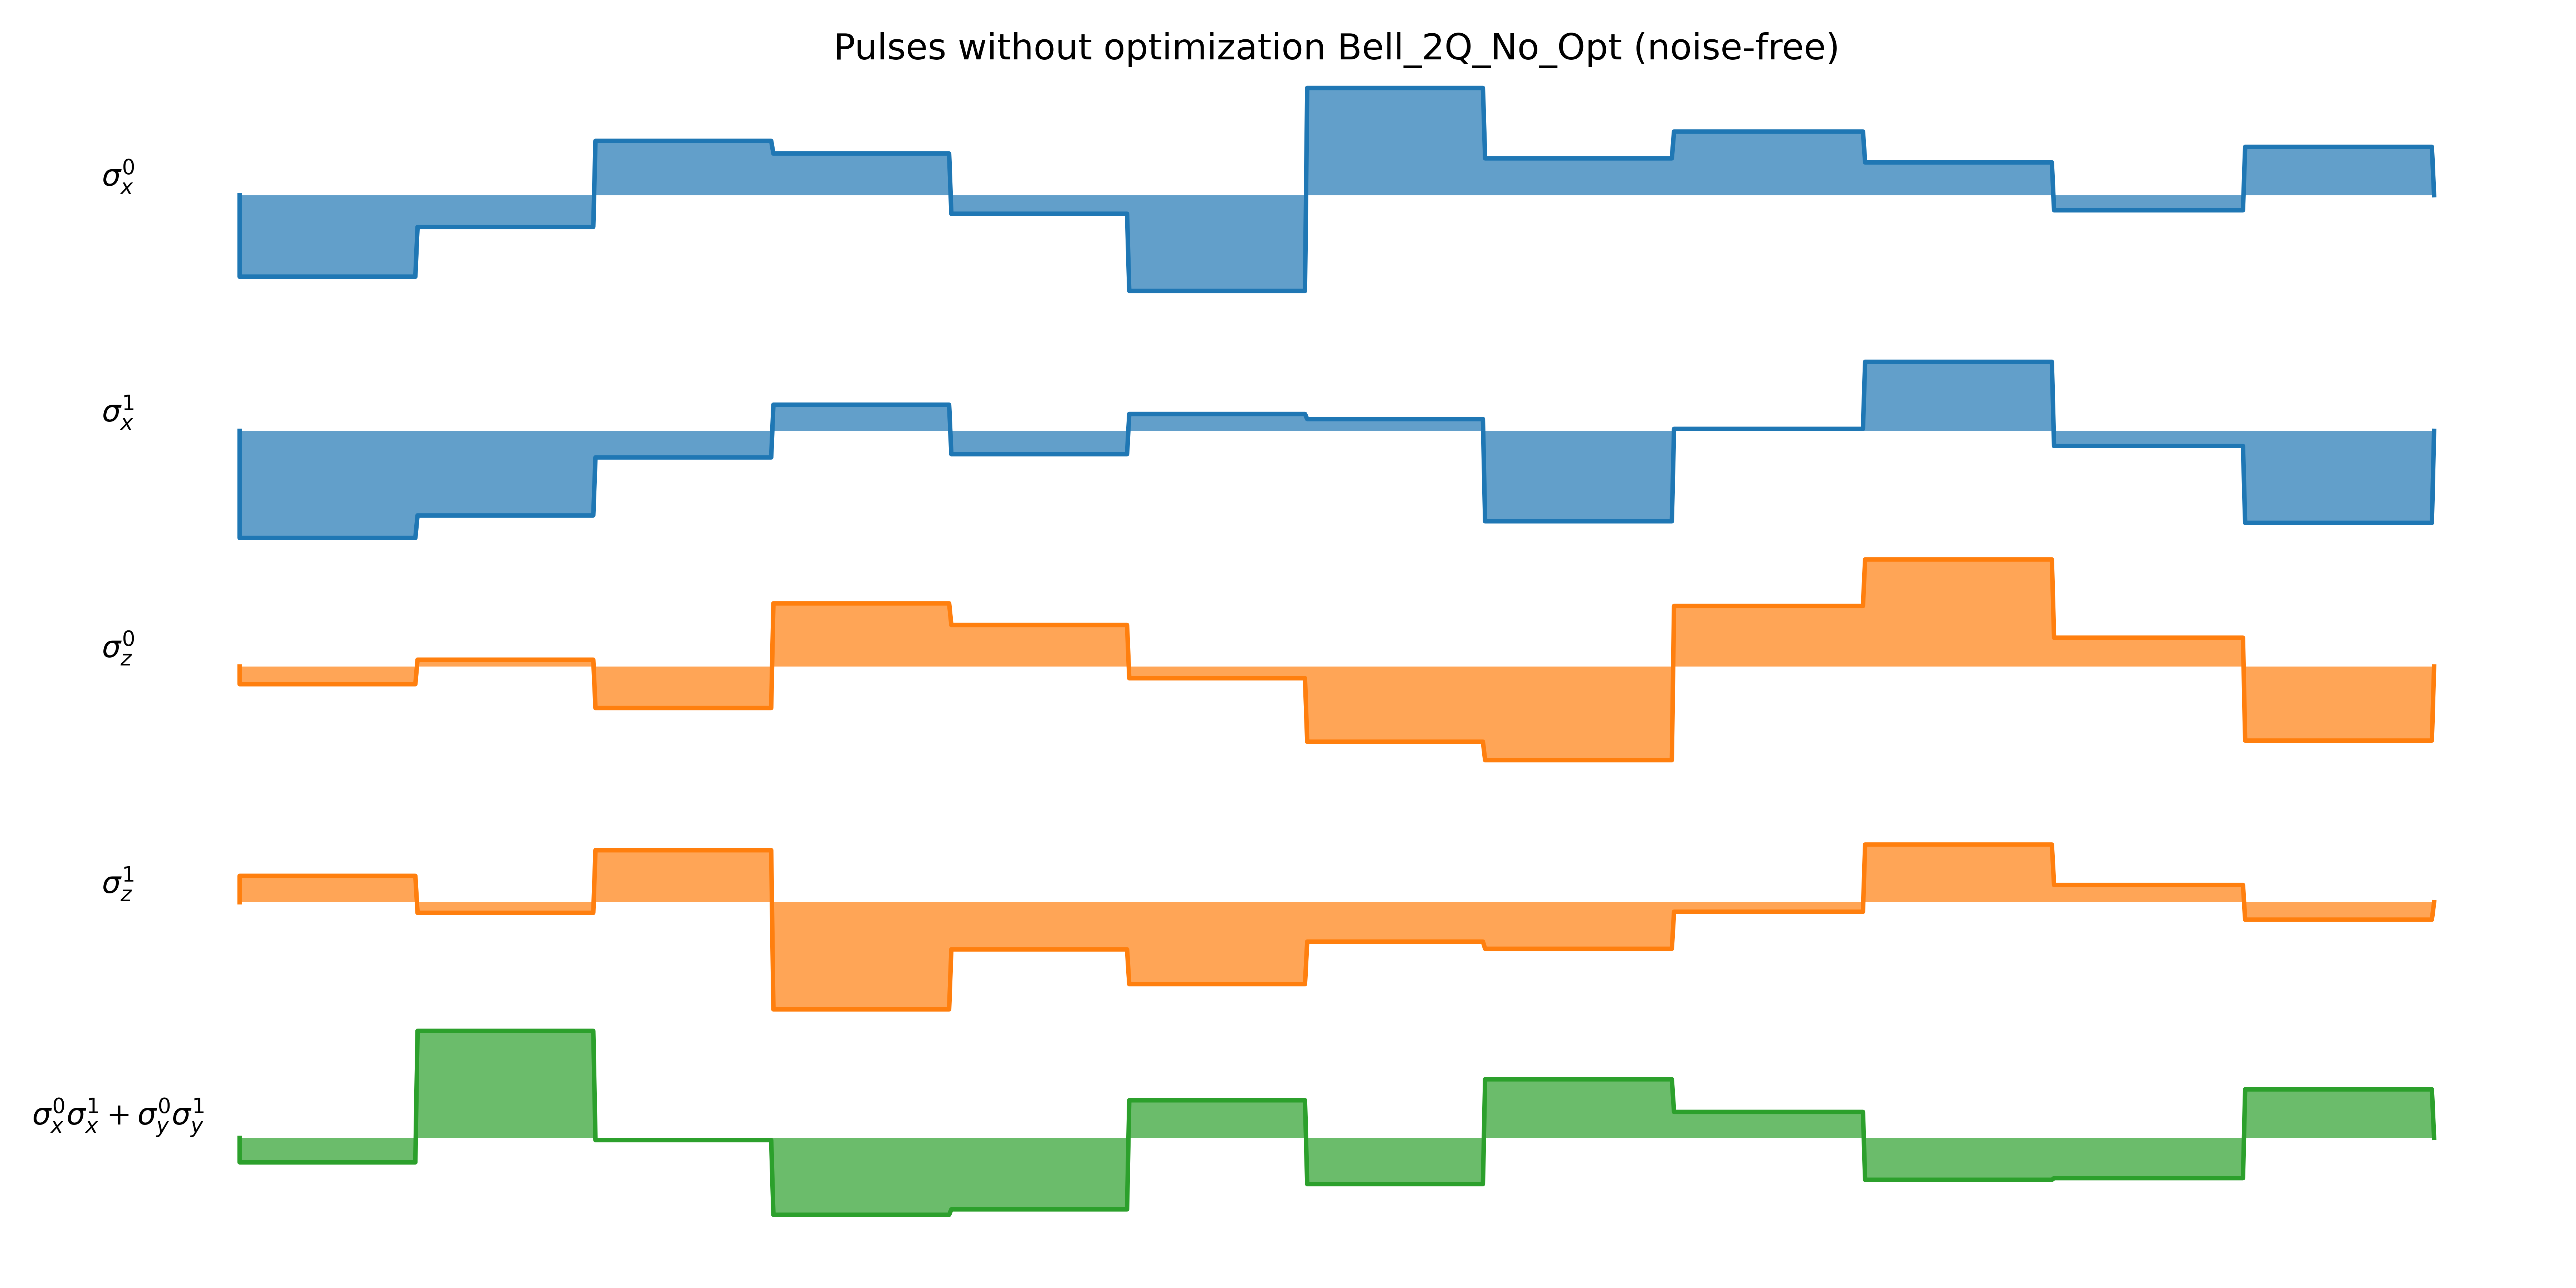 Pulses without optimization Bell_2Q_No_Opt (noise-free)
σ_x^0
σ_x^1
σ_z^0
σ_z^1
σ_x^0σ_x^1 + σ_y^0σ_y^1